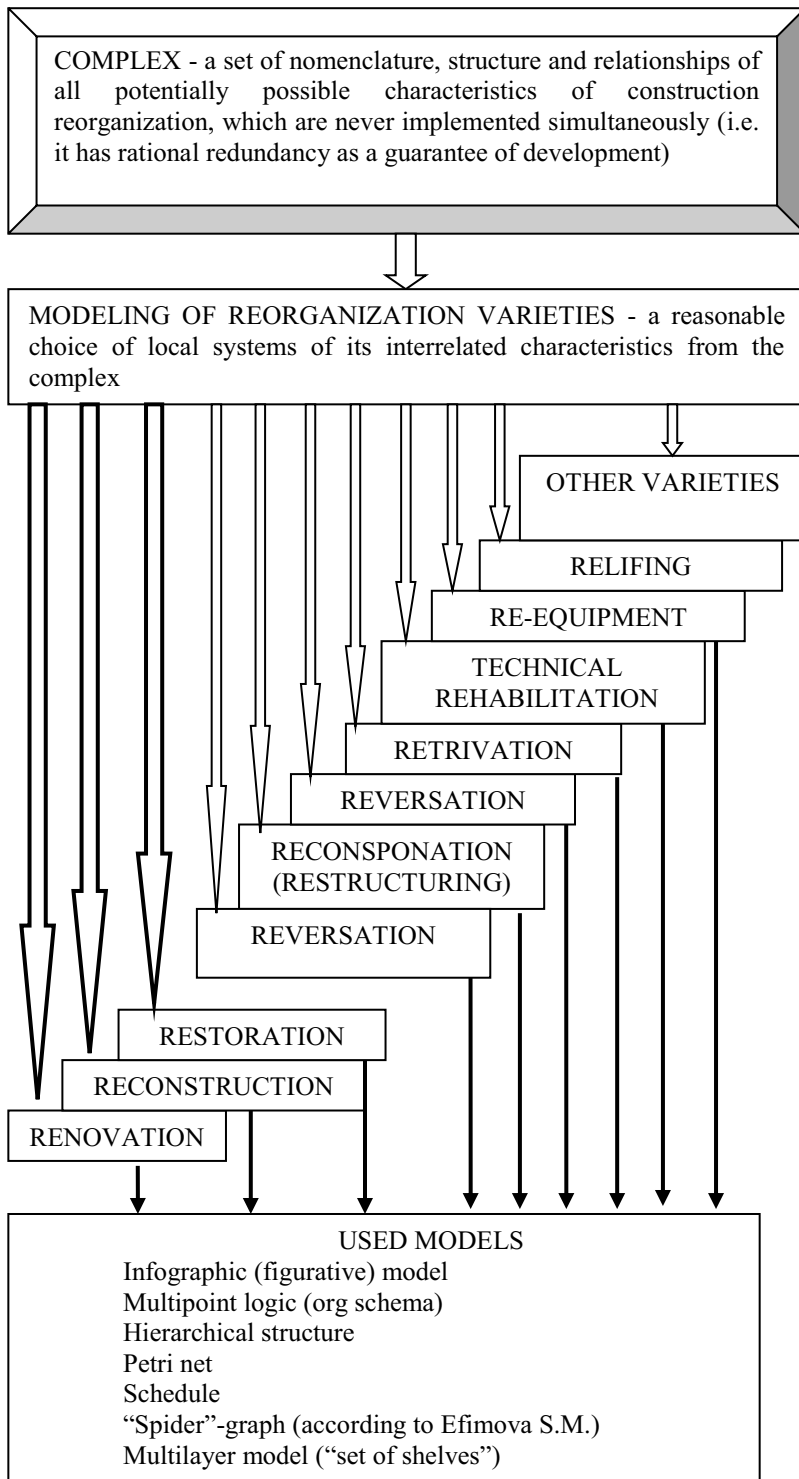 COMPLEX - a set of nomenclature, structure and relationships of
all potentially possible characteristics of construction
reorganization, which are never implemented simultaneously (i.e.
it has rational redundancy as a guarantee of development)
MODELING OF REORGANIZATION VARIETIES - a reasonable
choice of local systems of its interrelated characteristics from the
complex
OTHER VARIETIES
RELIFING
RE-EQUIPMENT
TECHNICAL
REHABILITATION
RETRIVATION
REVERSATION
RECONSPONATION
(RESTRUCTURING)
REVERSATION
RESTORATION
RECONSTRUCTION
RENOVATION
USED MODELS
Infographic (figurative) model
Multipoint logic (org schema)
Hierarchical structure
Petri net
Schedule
“Spider”-graph (according to Efimova S.M.)
Multilayer model (“set of shelves”)